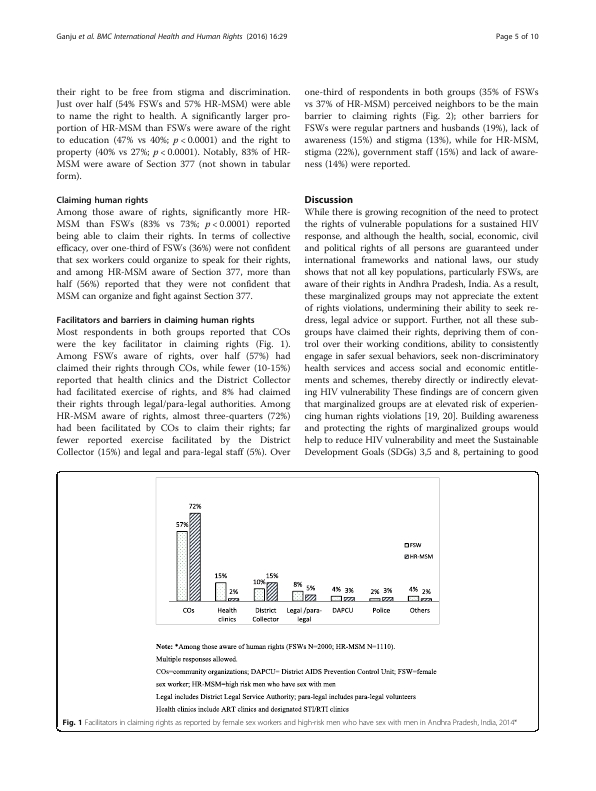 Ganju et al. BMC International Health and Human Rights (2016) 16:29
Page 5 of 10
their right to be free from stigma and discrimination.
Just over half (54% FSWs and 57% HR-MSM) were able
to name the right to health. A significantly larger pro-
portion of HR-MSM than FSWs were aware of the right
to education (47% vs 40%; p < 0.0001) and the right to
property (40% vs 27%; p < 0.0001). Notably, 83% of HR-
MSM were aware of Section 377 (not shown in tabular
form).
Claiming human rights
Among those aware of rights, significantly more HR-
MSM than FSWs (83% vs 73%; p < 0.0001) reported
being able to claim their rights. In terms of collective
efficacy, over one-third of FSWs (36%) were not confident
that sex workers could organize to speak for their rights,
and among HR-MSM aware of Section 377, more than
half (56%) reported that they were not confident that
MSM can organize and fight against Section 377.
Facilitators and barriers in claiming human rights
Most respondents in both groups reported that COs
were the key facilitator in claiming rights (Fig. 1).
Among FSWs aware of rights, over half (57%) had
claimed their rights through COs, while fewer (10-15%)
reported that health clinics and the District Collector
had facilitated exercise of rights, and 8% had claimed
their rights through legal/para-legal authorities. Among
HR-MSM aware of rights, almost three-quarters (72%)
had been facilitated by COs to claim their rights; far
fewer reported exercise facilitated by the District
Collector (15%) and legal and para-legal staff (5%). Over
one-third of respondents in both groups (35% of FSWs
vs 37% of HR-MSM) perceived neighbors to be the main
barrier to claiming rights (Fig. 2); other barriers for
FSWs were regular partners and husbands (19%), lack of
awareness (15%) and stigma (13%), while for HR-MSM,
stigma (22%), government staff (15%) and lack of aware-
ness (14%) were reported.
Discussion
While there is growing recognition of the need to protect
the rights of vulnerable populations for a sustained HIV
response, and although the health, social, economic, civil
and political rights of all persons are guaranteed under
international frameworks and national laws, our study
shows that not all key populations, particularly FSWs, are
aware of their rights in Andhra Pradesh, India. As a result,
these marginalized groups may not appreciate the extent
of rights violations, undermining their ability to seek re-
dress, legal advice or support. Further, not all these sub-
groups have claimed their rights, depriving them of con-
trol over their working conditions, ability to consistently
engage in safer sexual behaviors, seek non-discriminatory
health services and access social and economic entitle-
ments and schemes, thereby directly or indirectly elevat-
ing HIV vulnerability These findings are of concern given
that marginalized groups are at elevated risk of experien-
cing human rights violations [19, 20]. Building awareness
and protecting the rights of marginalized groups would
help to reduce HIV vulnerability and meet the Sustainable
Development Goals (SDGs) 3,5 and 8, pertaining to good
72%
57%
FSW
HR-MSM
15% 2% 10% 15% 8% 5% 4% 3% 2% 3% 4% 2%
COs Health District Legal /para- DAPCU Police Others
clinics Collector legal
Note: *Among those aware of human rights (FSWs N=2000; HR-MSM N=1110).
Multiple responses allowed.
COs=community organizations; DAPCU= District AIDS Prevention Control Unit; FSW=female
sex worker; HR-MSM=high risk men who have sex with men
Legal includes District Legal Service Authority; para-legal includes para-legal volunteers
Health clinics include ART clinics and designated STI/RTI clinics
Fig. 1 Facilitators in claiming rights as reported by female sex workers and high-risk men who have sex with men in Andhra Pradesh, India, 2014*